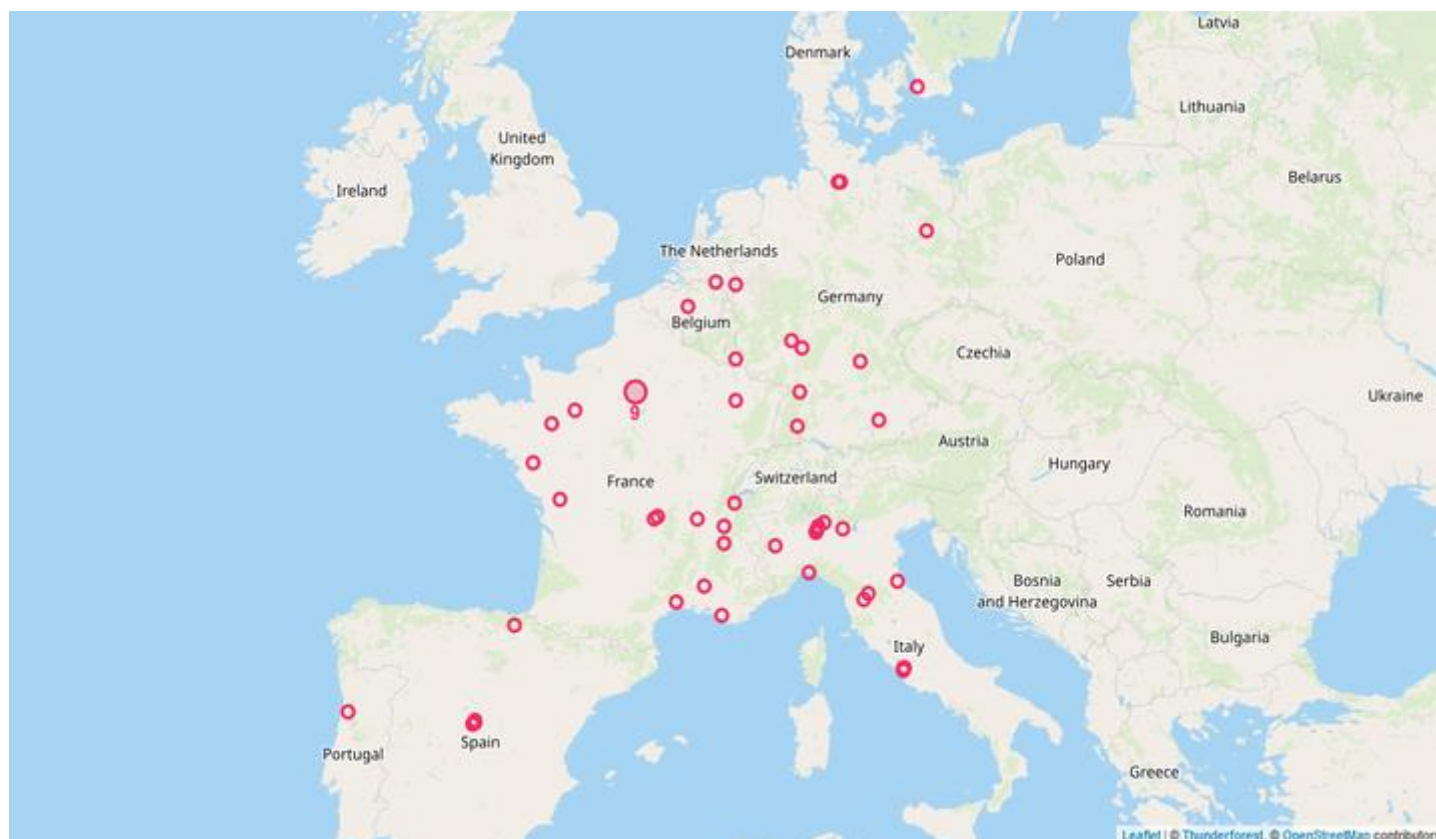 Latvia
Denmark
Lithuania
United
Kingdom
Belarus
Ireland
The Netherlands
Poland
Germany
Belgium
Czechia
Ukraine
9
Austria
Hungary
France
Switzerland
Romania
Bosnia
and Herzegovina
Serbia
Bulgaria
Italy
Spain
Portugal
Greece
Leaflet | © Thunderforest, © OpenStreetMap contributor